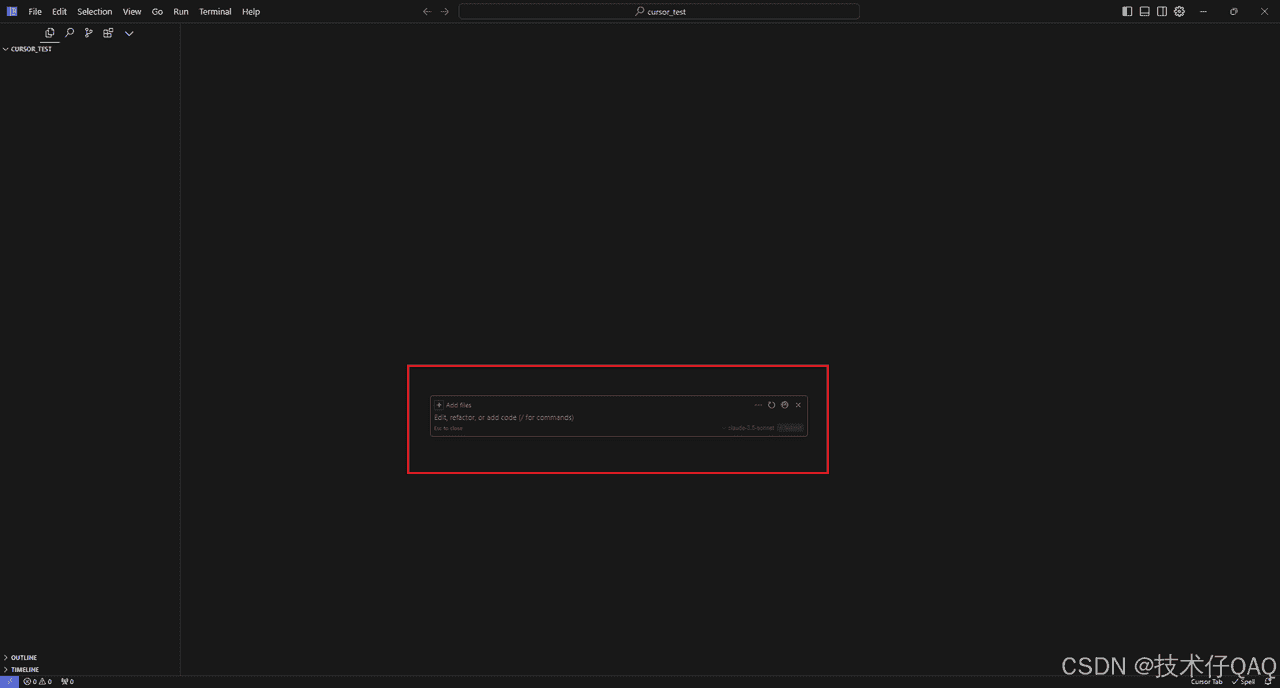 File Edit Selection View Go Run Terminal Help
cursor_test
CURSOR_TEST
Add files
Edit, refactor, or add code (/ for commands)
Esc to close
claude-3.5-sonnet
OUTLINE
TIMELINE
0 0 0
Cursor Tab Spell
CSDN @技术仔QAQ